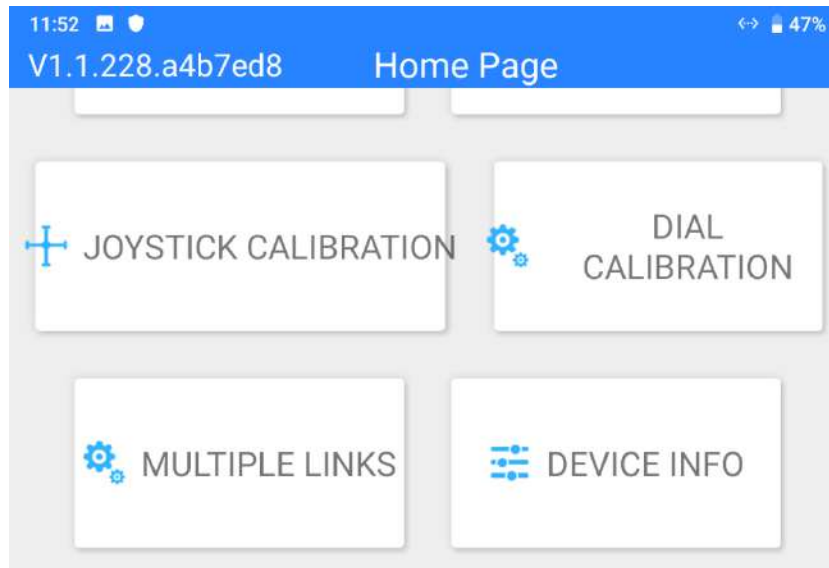 11:52
47%
V1.1.228.a4b7ed8
Home Page
JOYSTICK CALIBRATION
DIAL
CALIBRATION
MULTIPLE LINKS
DEVICE INFO